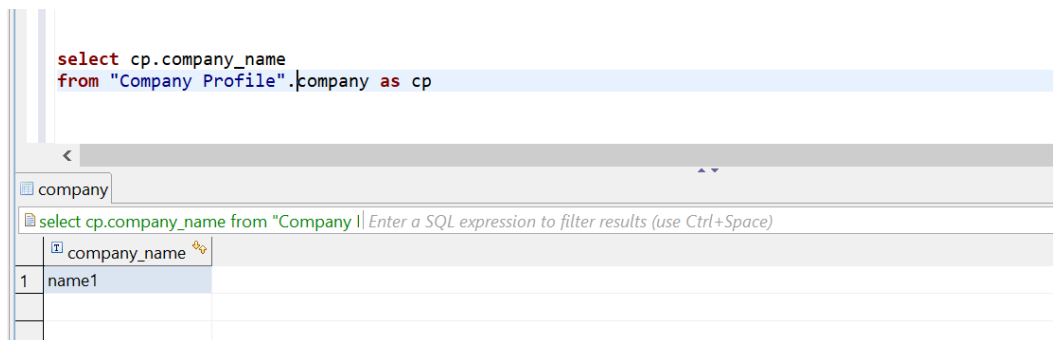 select cp.company_name
from "Company Profile".company as cp
company
select cp.company_name from "Company Enter a SQL expression to filter results (use Ctrl+Space)
company_name
1 name1